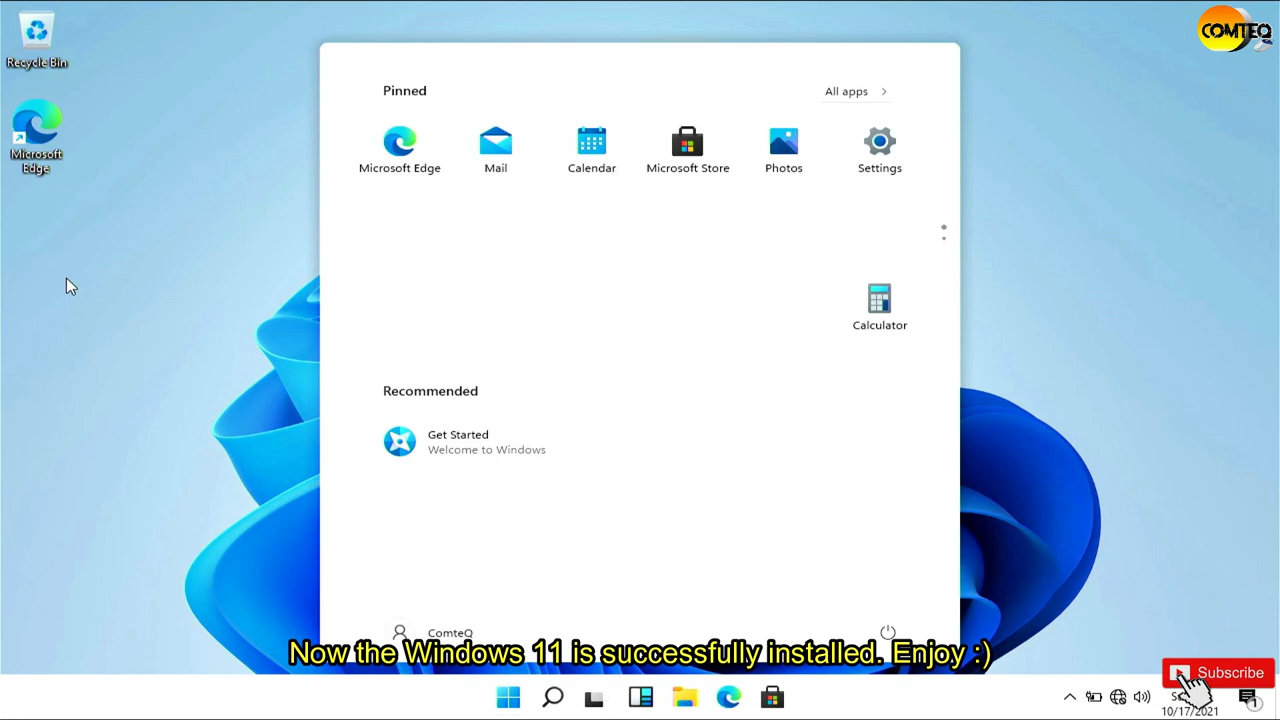 COMTEQ
Recycle Bin
Microsoft
Edge
Pinned
All apps
Microsoft Edge
Mail
Calendar
Microsoft Store
Photos
Settings
Calculator
Recommended
Get Started
Welcome to Windows
ComteQ
Now the Windows 11 is successfully installed. Enjoy :)
Subscribe
10/17/2021
1